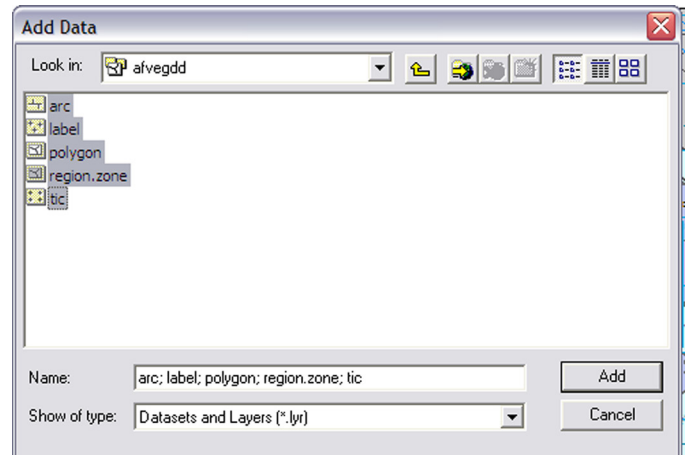 Add Data
Look in: afvegdd
arc
label
polygon
region.zone
tic
Name: arc; label; polygon; region.zone; tic Add
Show of type: Datasets and Layers (*.lyr) Cancel